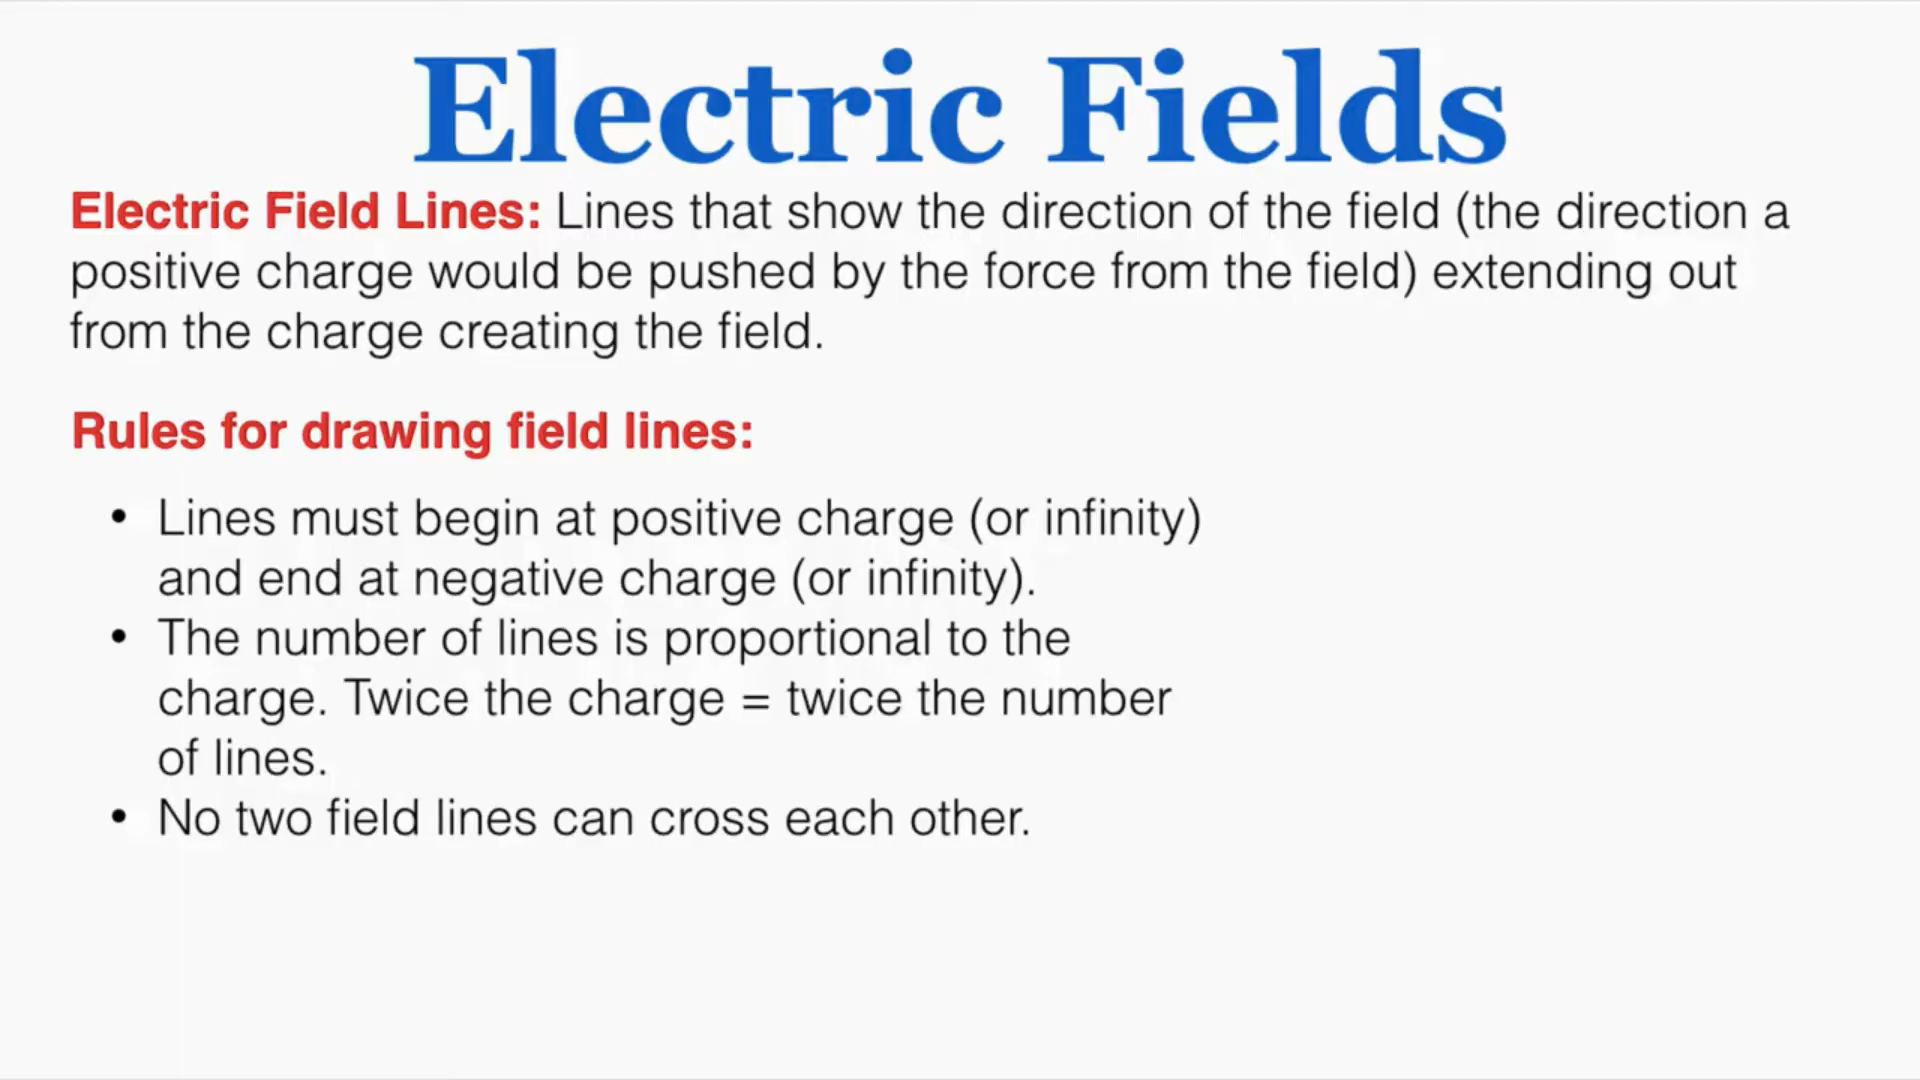 Electric Fields
Electric Field Lines: Lines that show the direction of the field (the direction a
positive charge would be pushed by the force from the field) extending out
from the charge creating the field.
Rules for drawing field lines:
• Lines must begin at positive charge (or infinity)
and end at negative charge (or infinity).
• The number of lines is proportional to the
charge. Twice the charge = twice the number
of lines.
• No two field lines can cross each other.